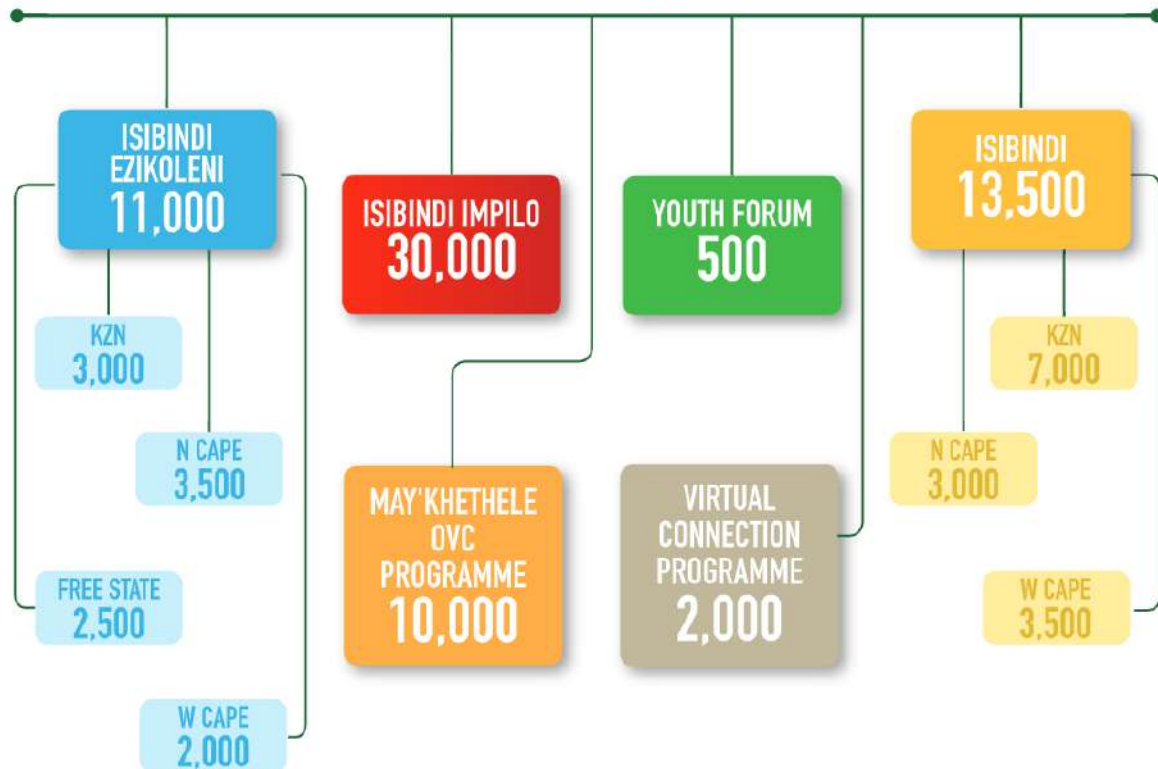 ISIBINDI
EZIKOLENI
11,000
KZN
3,000
N CAPE
3,500
FREE STATE
2,500
W CAPE
2,000
ISIBINDI IMPILO
30,000
MAY'KHETHELE
OVC
PROGRAMME
10,000
YOUTH FORUM
500
VIRTUAL
CONNECTION
PROGRAMME
2,000
ISIBINDI
13,500
KZN
7,000
N CAPE
3,000
W CAPE
3,500